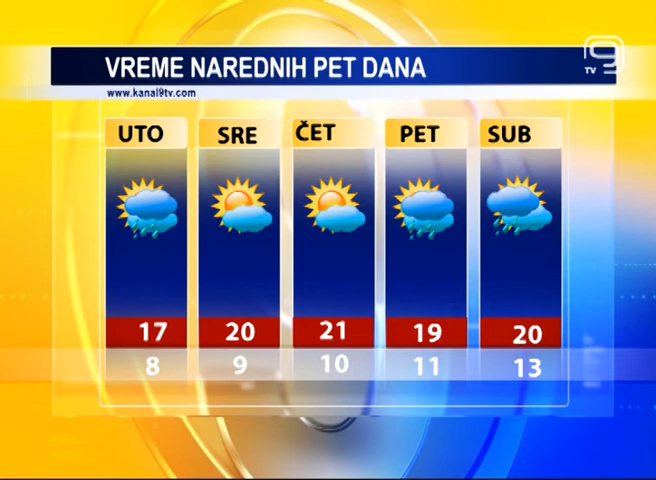 VREME NAREDNIH PET DANA
www.kanal9tv.com
9
TV
UTO SRE ČET PET SUB
17 20 21 19 20
8 9 10 11 13